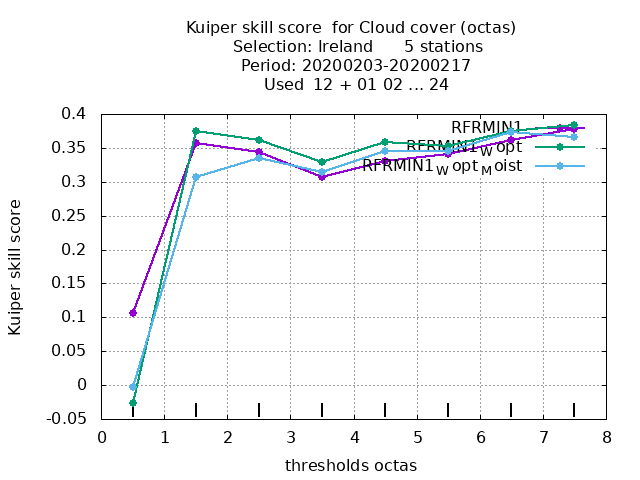 Kuiper skill score  for Cloud cover (octas)
Selection: Ireland      5 stations
Period: 20200203-20200217
Used  12 + 01 02 ... 24
Kuiper skill score
0.4
0.35
0.3
0.25
0.2
0.15
0.1
0.05
0
-0.05
RFRMIN1
RFRMIN1_Wopt
RFRMIN1_Wopt_Moist
0 1 2 3 4 5 6 7 8
thresholds octas